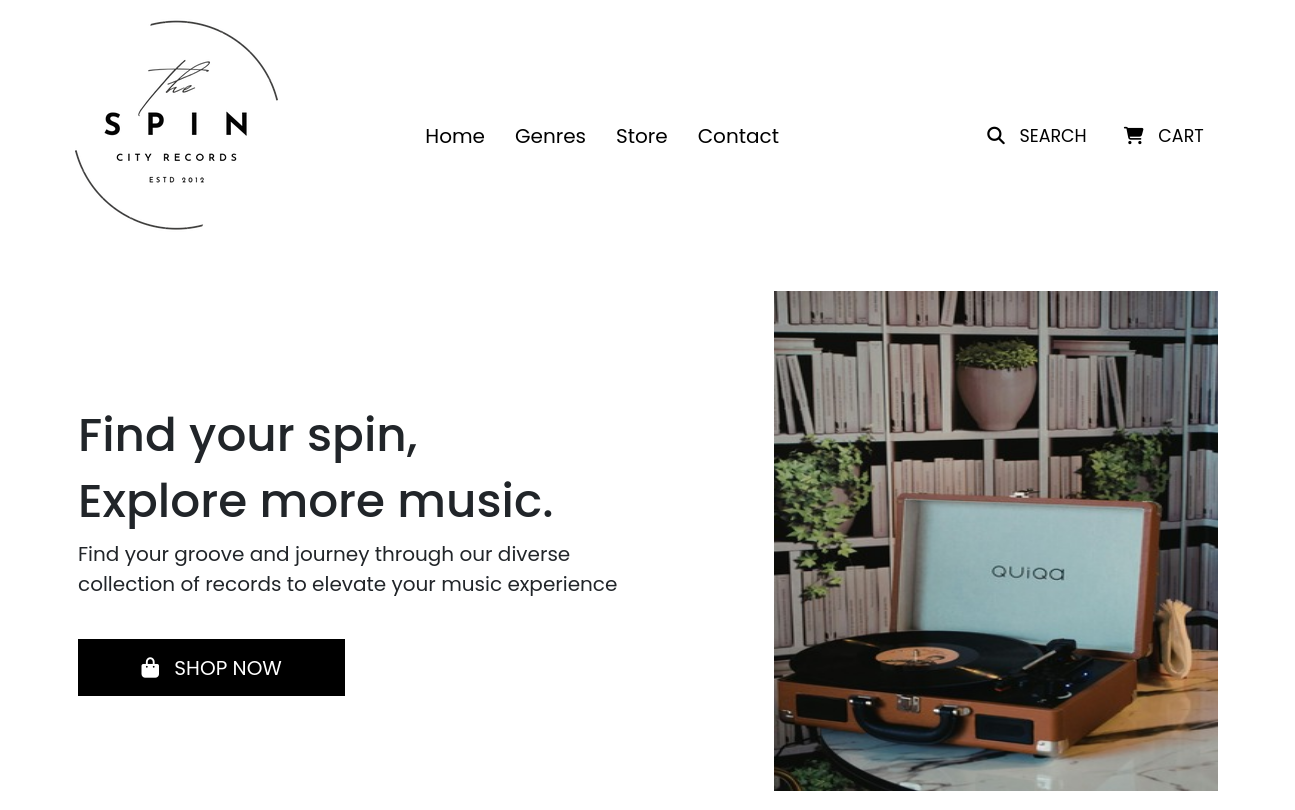 the
SPIN
CITY RECORDS
ESTD 2012
Home Genres Store Contact
SEARCH CART
Find your spin,
Explore more music.
Find your groove and journey through our diverse
collection of records to elevate your music experience
SHOP NOW
QUIQA